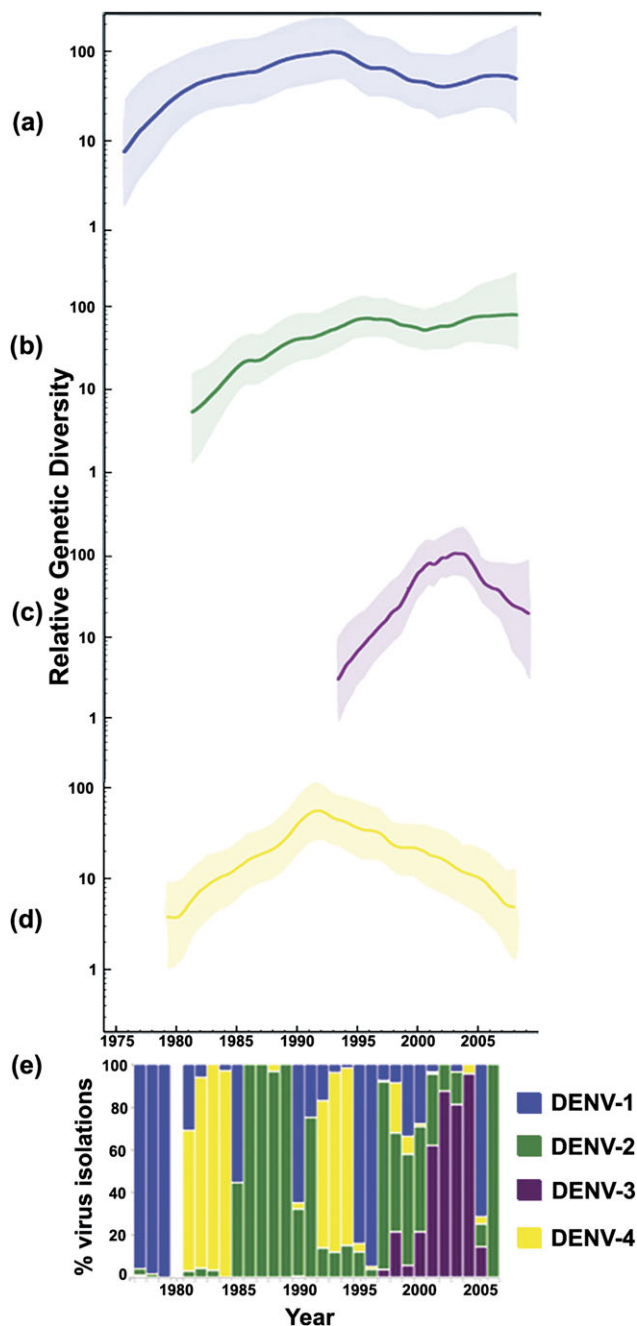 100
(a)
10
1
100
(b)
10
1
Relative Genetic Diversity
100
(c)
10
1
100
10
(d)
1
1975 1980 1985 1990 1995 2000 2005
(e)
100
80
60
40
20
0
% virus isolations
1980 1985 1990 1995 2000 2005
Year
DENV-1
DENV-2
DENV-3
DENV-4